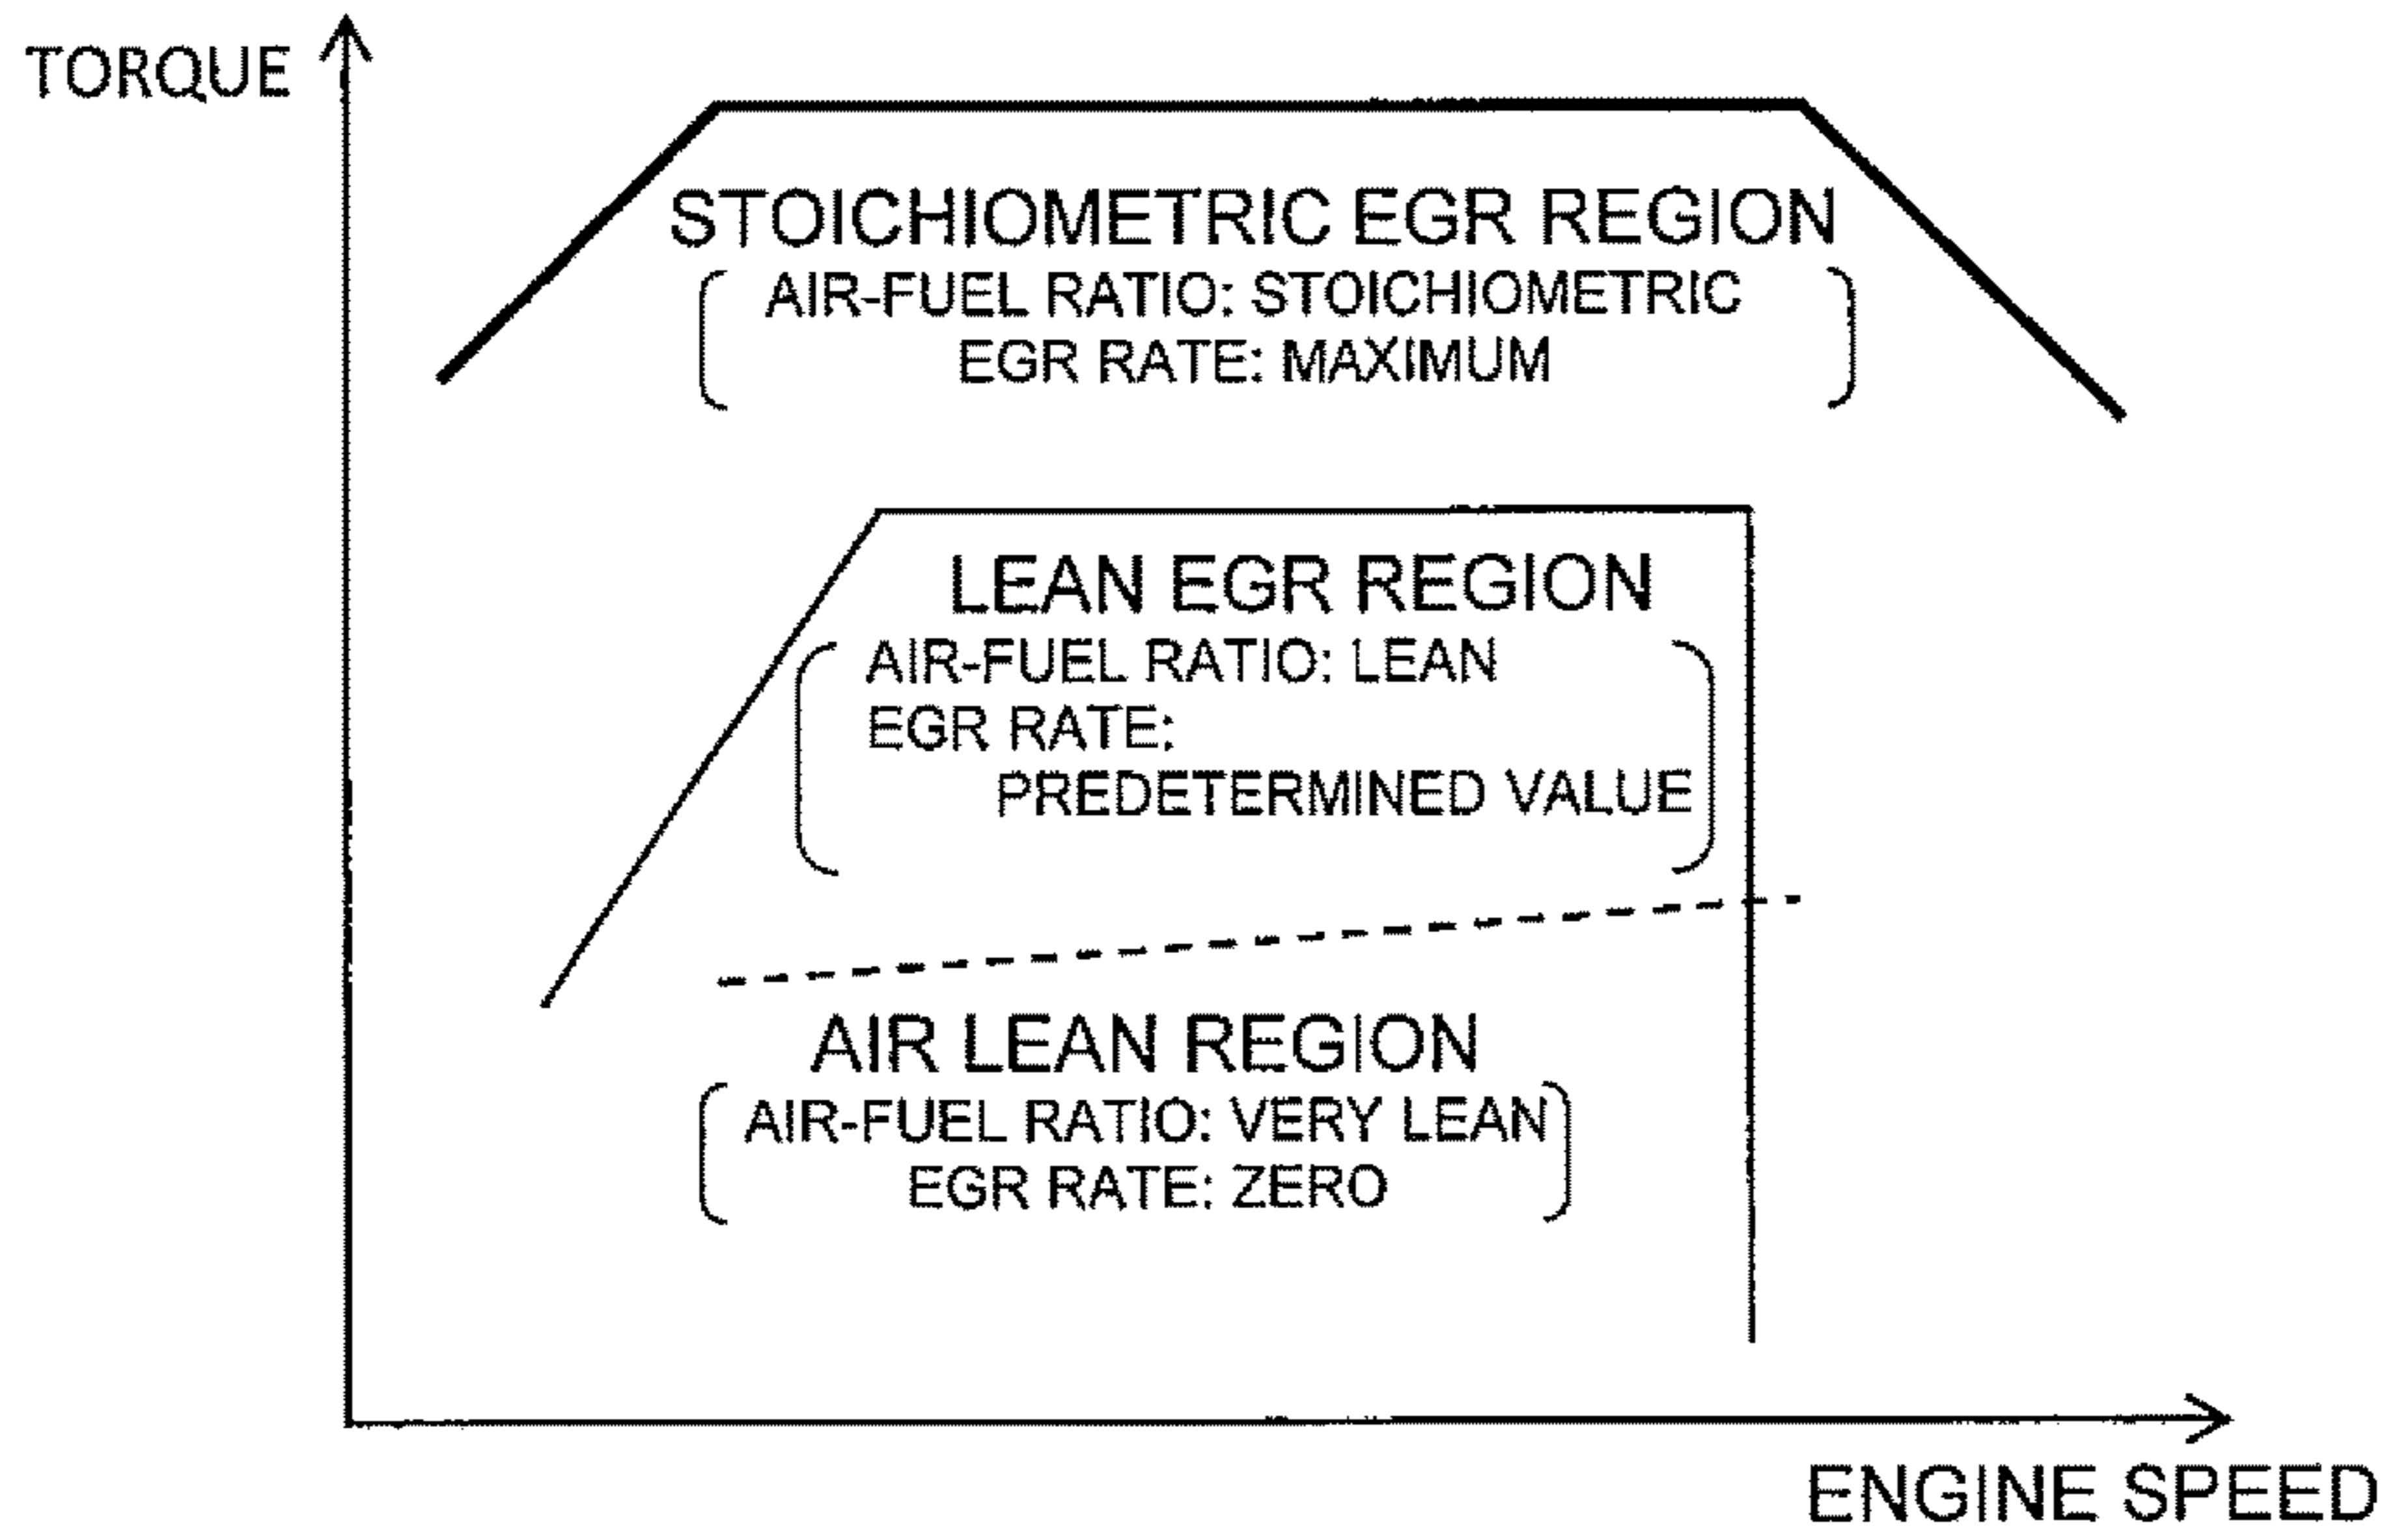 TORQUE
STOICHIOMETRIC EGR REGION
AIR-FUEL RATIO: STOICHIOMETRIC
EGR RATE: MAXIMUM
LEAN EGR REGION
AIR-FUEL RATIO: LEAN
EGR RATE:
PREDETERMINED VALUE
AIR LEAN REGION
AIR-FUEL RATIO: VERY LEAN
EGR RATE: ZERO
ENGINE SPEED